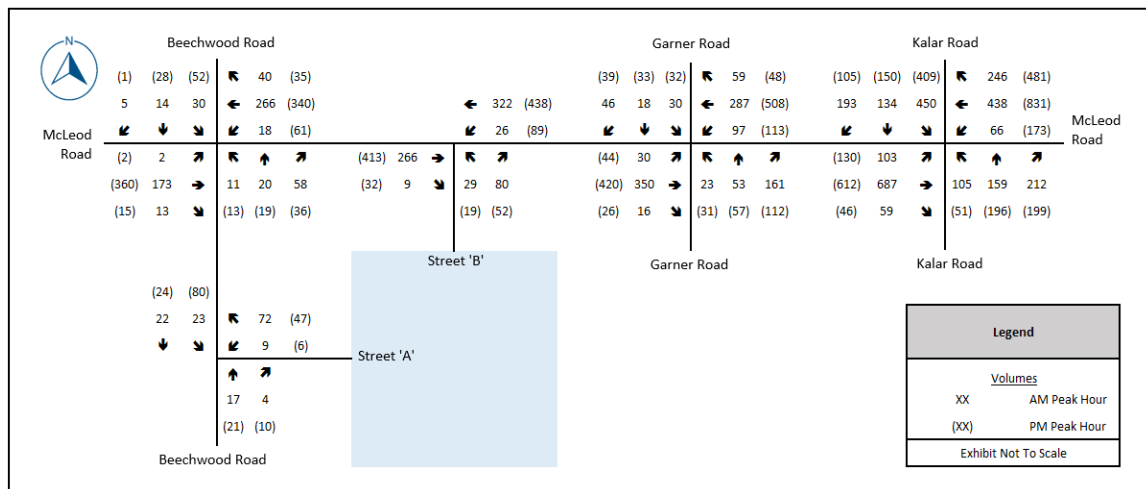 N
Beechwood Road
Garner Road
Kalar Road
(1) (28) (52) 40 (35)
5 14 30 266 (340)
18 (61)
322 (438)
26 (89)
(39) (33) (32) 59 (48)
46 18 30 287 (508)
97 (113)
(105) (150) (409) 246 (481)
193 134 450 438 (831)
66 (173)
McLeod
Road
McLeod
Road
(2) 2
(360) 173 11 20 58
(15) 13 (13) (19) (36)
(413) 266
(32) 9 29 80
(19) (52)
(44) 30
(420) 350 23 53 161
(26) 16 (31) (57) (112)
(130) 103
(612) 687 105 159 212
(46) 59 (51) (196) (199)
Street 'B'
Garner Road
Kalar Road
(24) (80)
22 23 72 (47)
9 (6)
Street 'A'
17 4
(21) (10)
Beechwood Road
Legend
Volumes
XX AM Peak Hour
(XX) PM Peak Hour
Exhibit Not To Scale